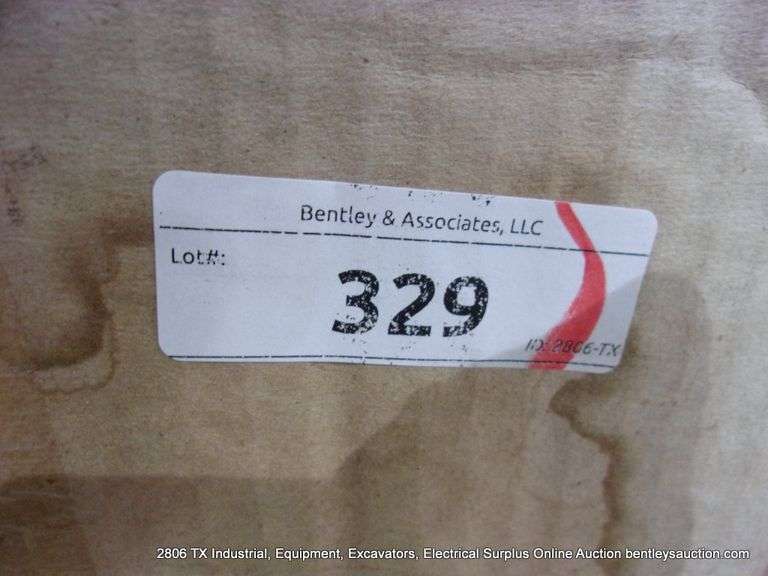 Bentley & Associates, LLC
Lot#:
329
ID: 2806-TX
2806 TX Industrial, Equipment, Excavators, Electrical Surplus Online Auction bentleysauction.com